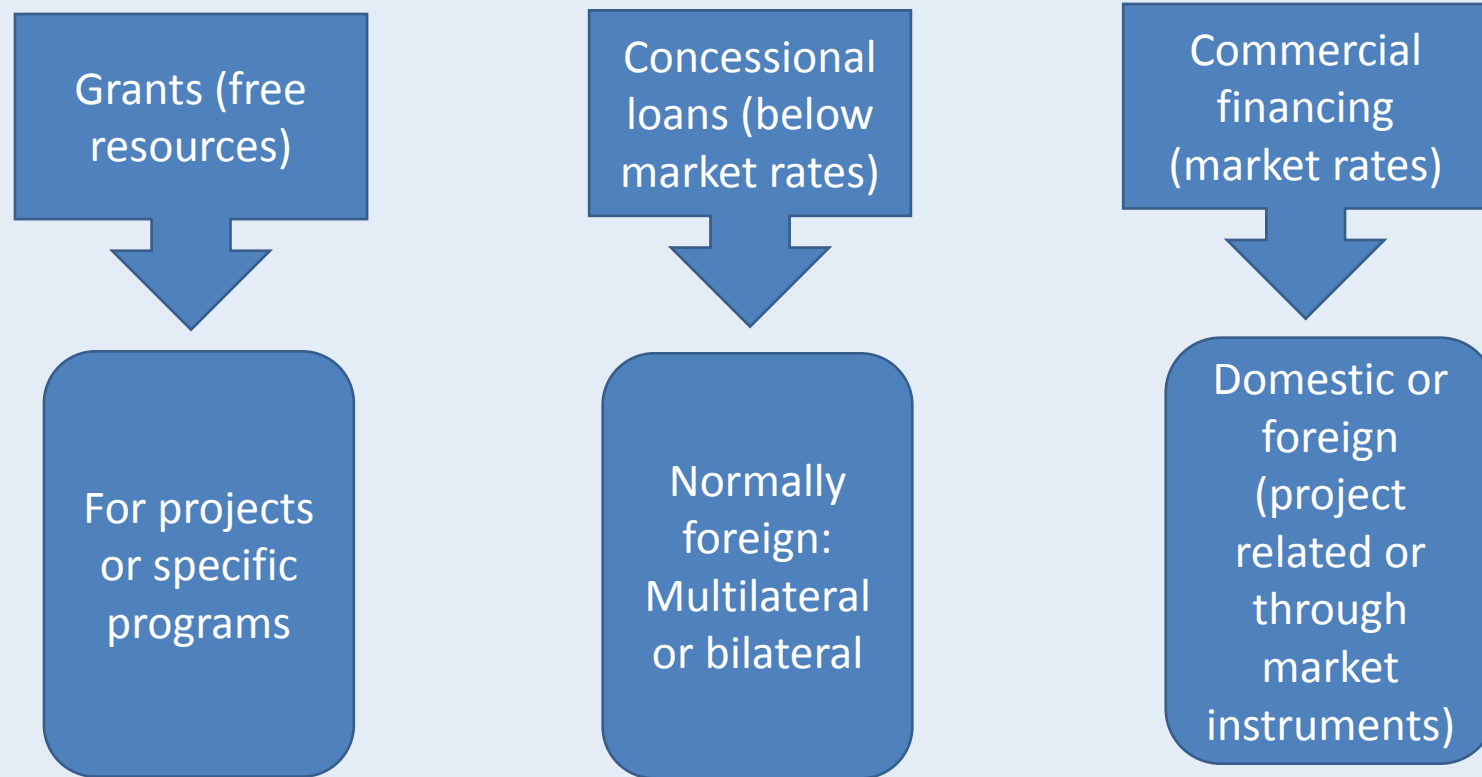 Grants (free
resources)
Concessional
loans (below
market rates)
Commercial
financing
(market rates)
For projects
or specific
programs
Normally
foreign:
Multilateral
or bilateral
Domestic or
foreign
(project
related or
through
market
instruments)